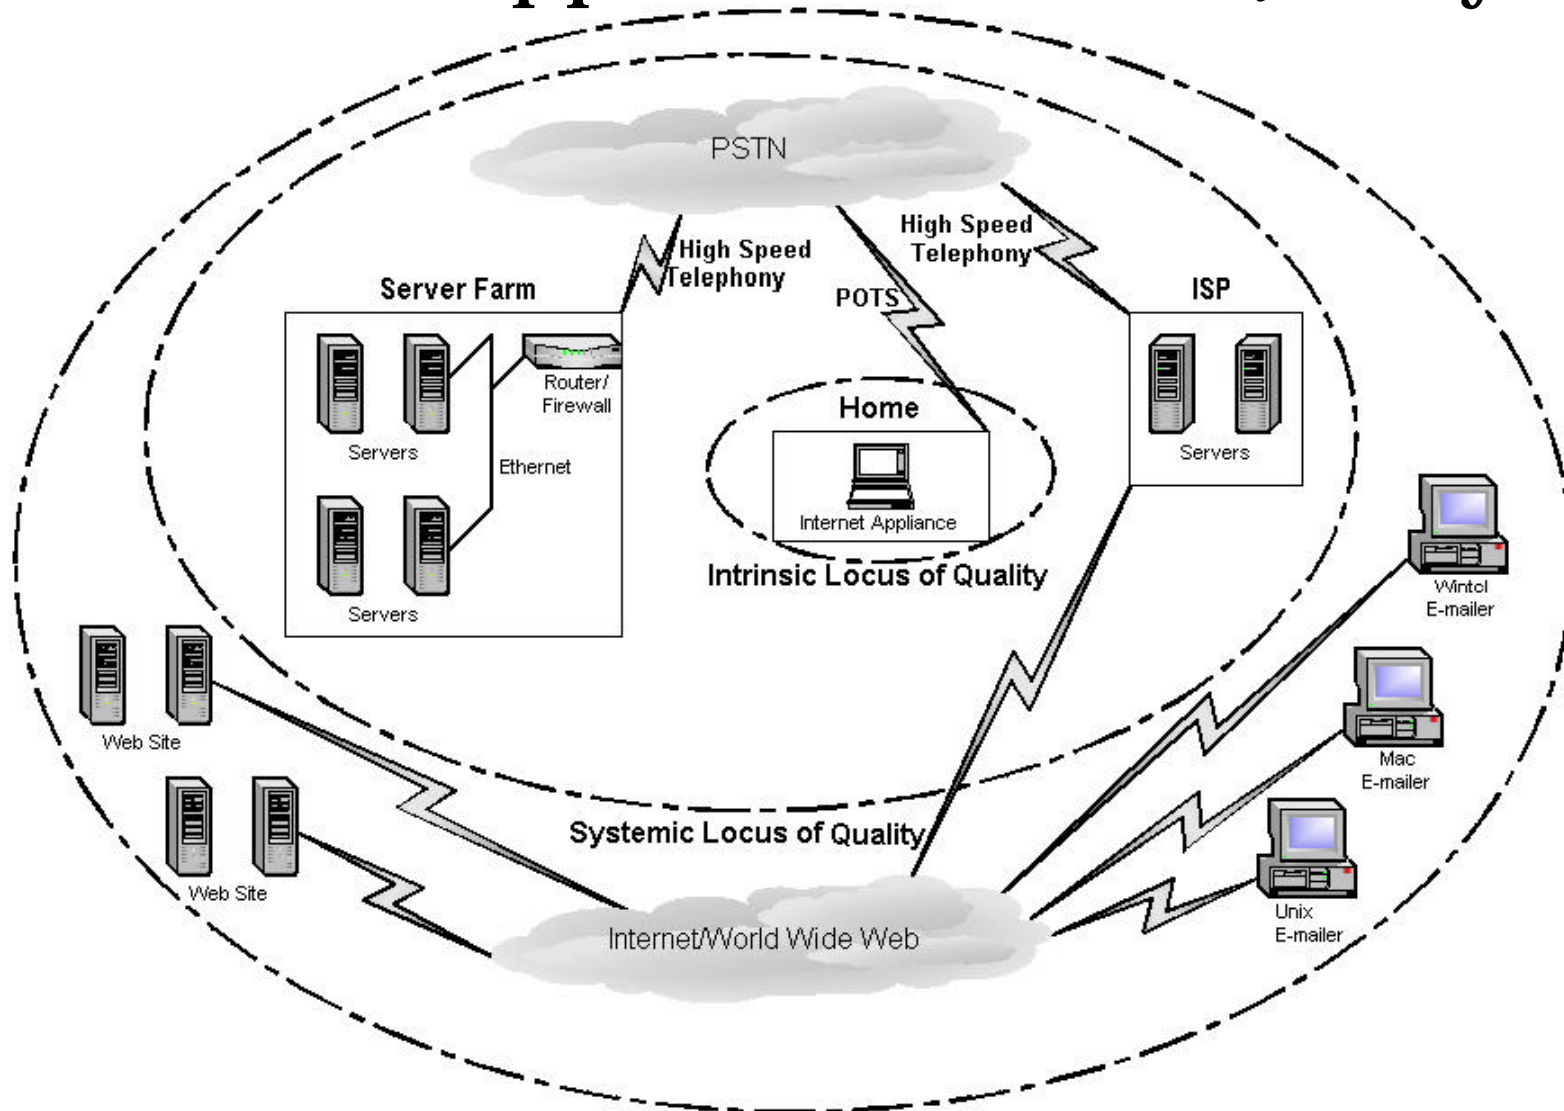 PSTN
High Speed
Telephony
High Speed
Telephony
POTS
Server Farm
ISP
Router/
Firewall
Servers
Ethernet
Servers
Home
Internet Appliance
Intrinsic Locus of Quality
Servers
Wintel
E-mailer
Web Site
Mac
E-mailer
Systemic Locus of Quality
Web Site
Unix
E-mailer
Internet/World Wide Web